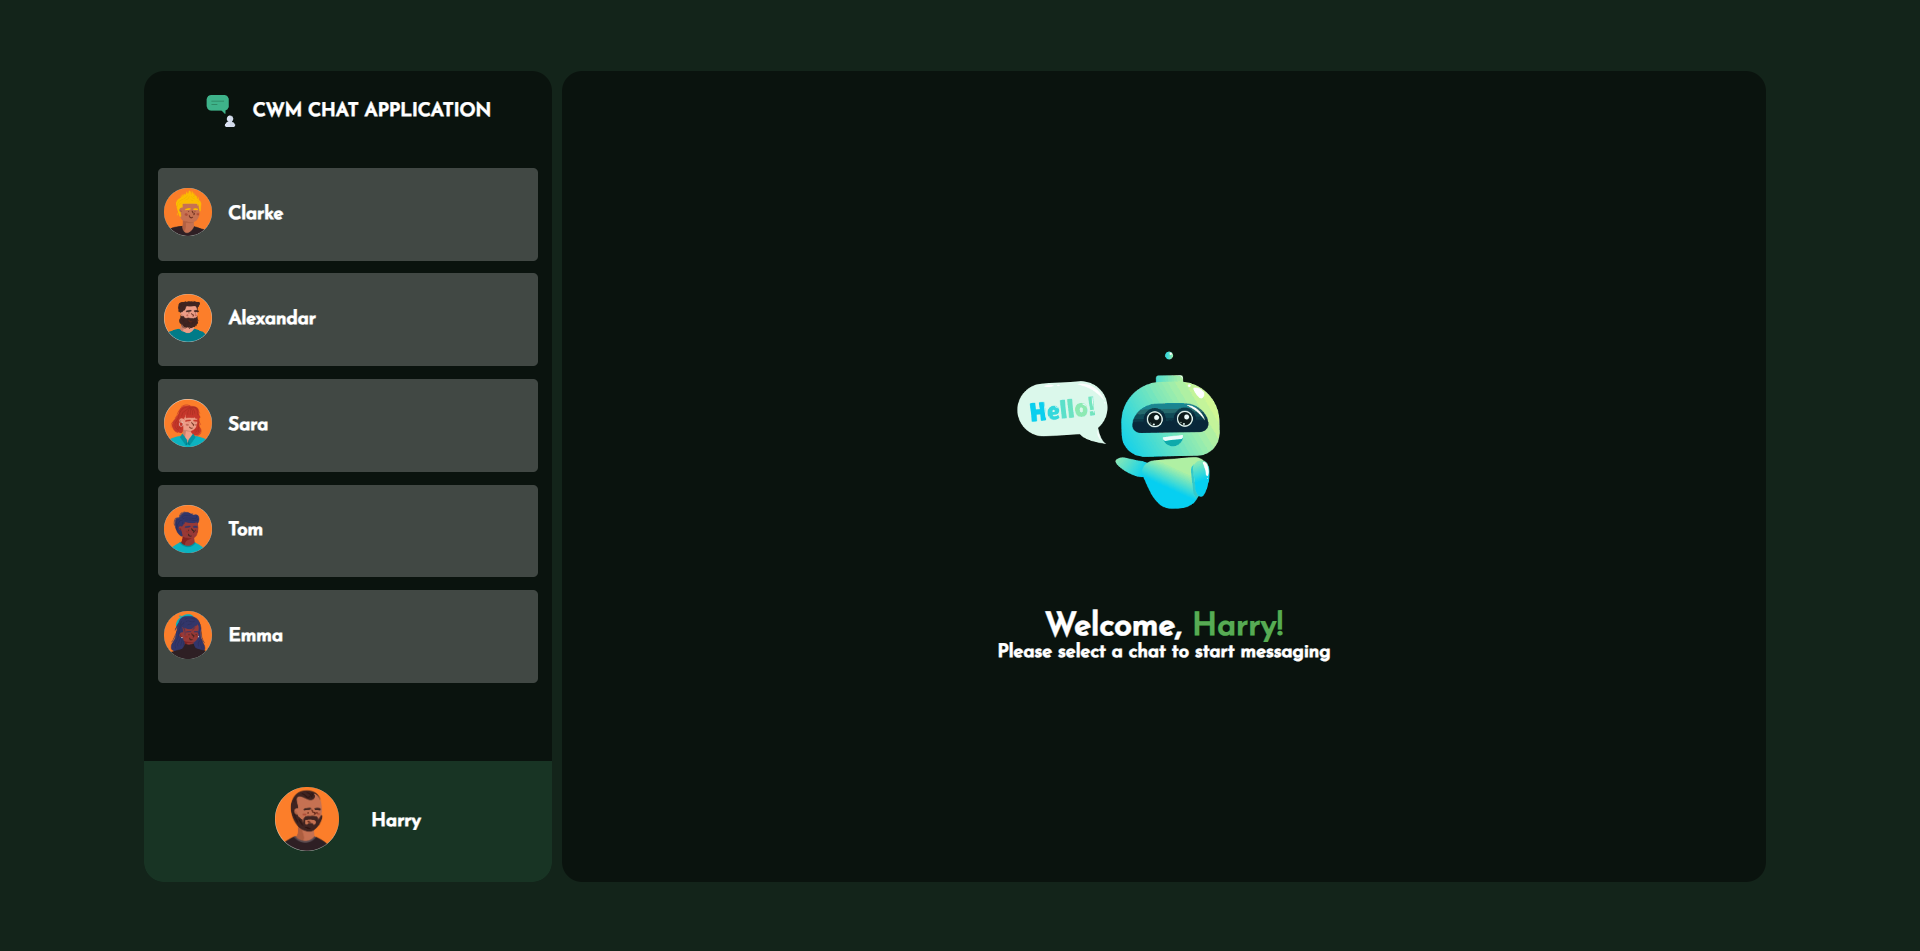 CWM CHAT APPLICATION
Clarke
Alexandar
Sara
Tom
Emma
Harry
Hello!
Welcome, Harry!
Please select a chat to start messaging